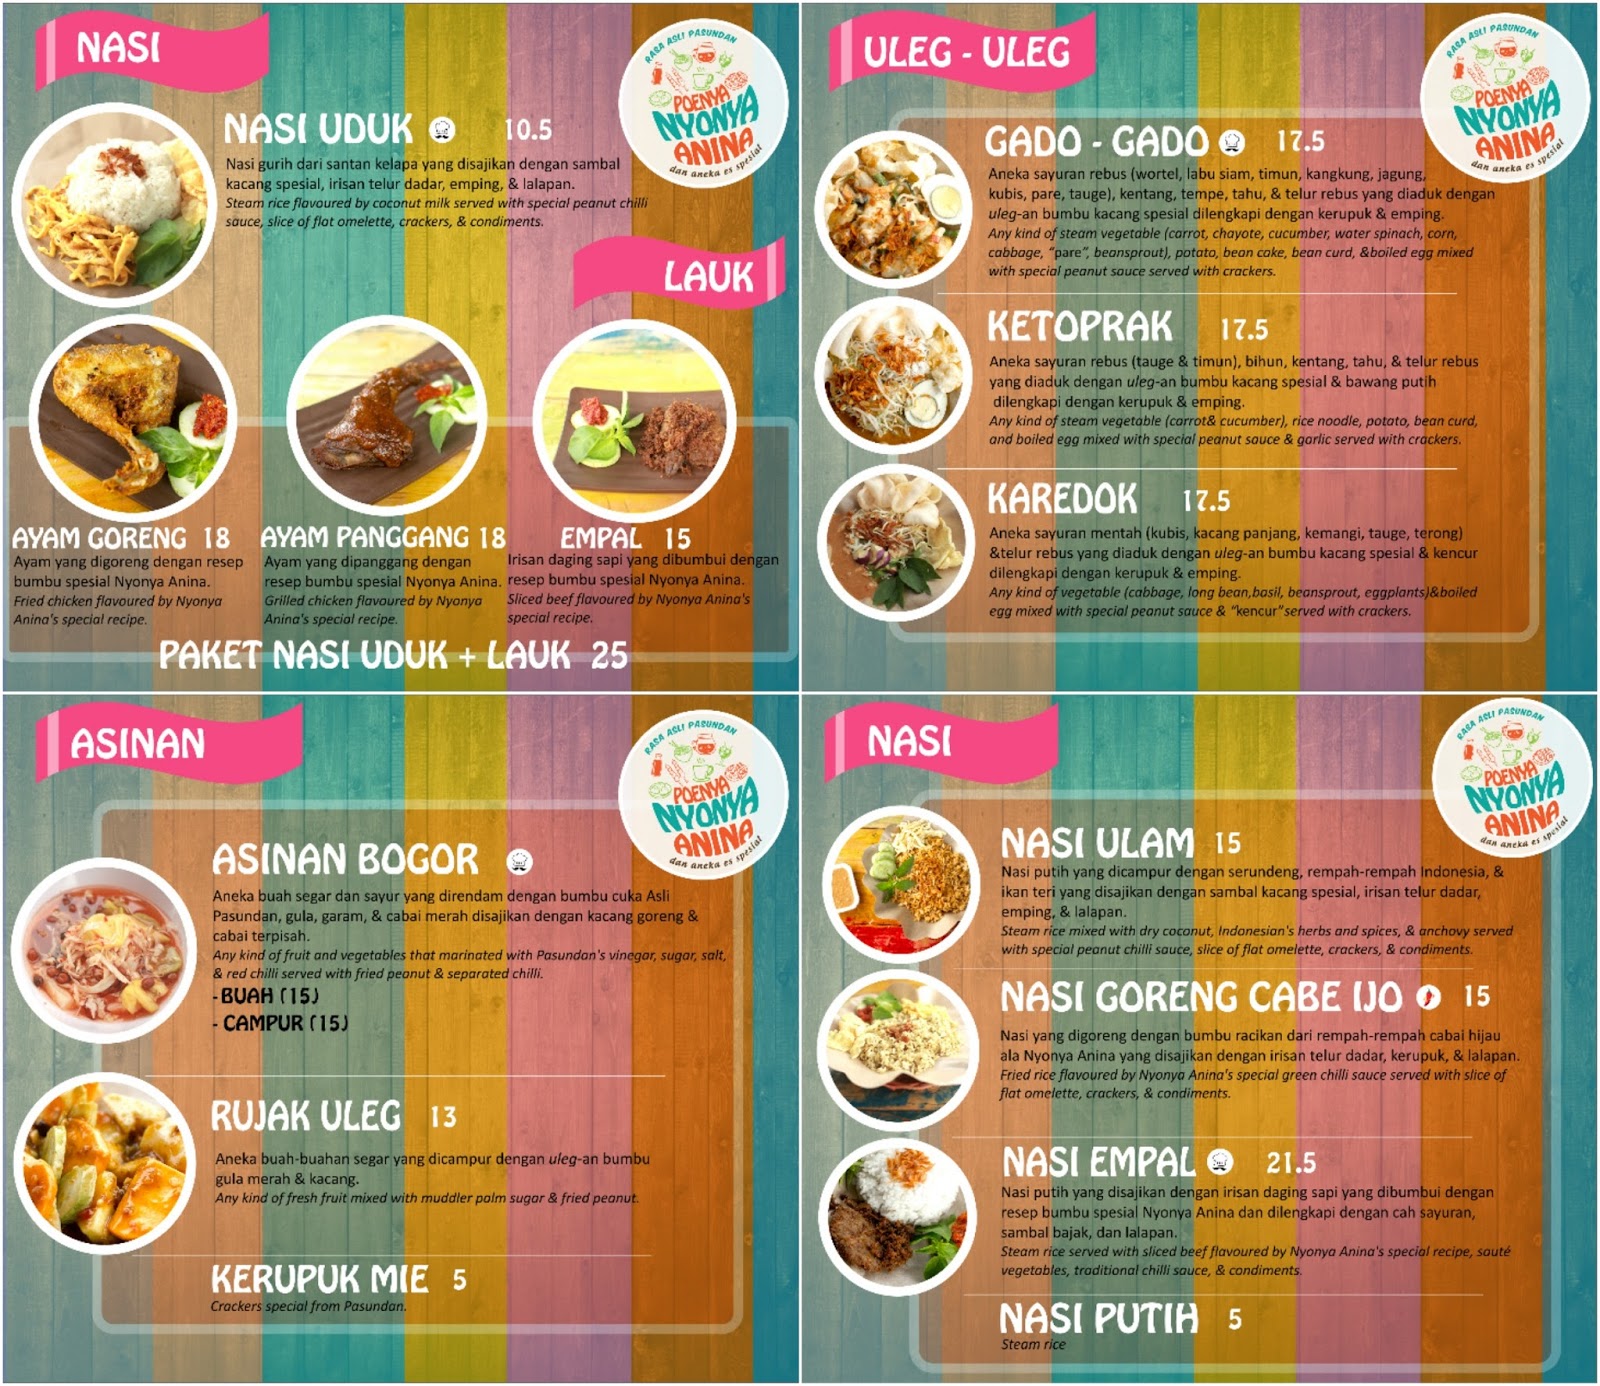 NASI
RASA ASLI PASUNDAN
POENYA
NYONYA
ANINA
dan aneka es spesial
NASI UDUK 10.5
Nasi gurih dari santan kelapa yang disajikan dengan sambal
kacang spesial, irisan telur dadar, emping, & lalapan.
Steam rice flavoured by coconut milk served with special peanut chilli
sauce, slice of flat omelette, crackers, & condiments.
LAUK
AYAM GORENG 18
Ayam yang digoreng dengan resep
bumbu spesial Nyonya Anina.
Fried chicken flavoured by Nyonya
Anina's special recipe.
AYAM PANGGANG 18
Ayam yang dipanggang dengan
resep bumbu spesial Nyonya Anina.
Grilled chicken flavoured by Nyonya
Anina's special recipe.
EMPAL 15
Irisan daging sapi yang dibumbui dengan
resep bumbu spesial Nyonya Anina.
Sliced beef flavoured by Nyonya Anina's
special recipe.
PAKET NASI UDUK + LAUK 25
ULEG - ULEG
RASA ASLI PASUNDAN
POENYA
NYONYA
ANINA
dan aneka es spesial
GADO - GADO 17.5
Aneka sayuran rebus (wortel, labu siam, timun, kangkung, jagung,
kubis, pare, tauge), kentang, tempe, tahu, & telur rebus yang diaduk dengan
uleg-an bumbu kacang spesial dilengkapi dengan kerupuk & emping.
Any kind of steam vegetable (carrot, chayote, cucumber, water spinach, corn,
cabbage, "pare", beansprout), potato, bean cake, bean curd, &boiled egg mixed
with special peanut sauce served with crackers.
KETOPRAK 17.5
Aneka sayuran rebus (tauge & timun), bihun, kentang, tahu, & telur rebus
yang diaduk dengan uleg-an bumbu kacang spesial & bawang putih
dilengkapi dengan kerupuk & emping.
Any kind of steam vegetable (carrot& cucumber), rice noodle, potato, bean curd,
and boiled egg mixed with special peanut sauce & garlic served with crackers.
KAREDOK 17.5
Aneka sayuran mentah (kubis, kacang panjang, kemangi, tauge, terong)
&telur rebus yang diaduk dengan uleg-an bumbu kacang spesial & kencur
dilengkapi dengan kerupuk & emping.
Any kind of vegetable (cabbage, long bean,basil, beansprout, eggplants)&boiled
egg mixed with special peanut sauce & "kencur"served with crackers.
ASINAN
RASA ASLI PASUNDAN
POENYA
NYONYA
ANINA
dan aneka es spesial
ASINAN BOGOR
Aneka buah segar dan sayur yang direndam dengan bumbu cuka Asli
Pasundan, gula, garam, & cabai merah disajikan dengan kacang goreng &
cabai terpisah.
Any kind of fruit and vegetables that marinated with Pasundan's vinegar, sugar, salt,
& red chilli served with fried peanut & separated chilli.
- BUAH (15)
- CAMPUR (15)
RUJAK ULEG 13
Aneka buah-buahan segar yang dicampur dengan uleg-an bumbu
gula merah & kacang.
Any kind of fresh fruit mixed with muddler palm sugar & fried peanut.
KERUPUK MIE 5
Crackers special from Pasundan.
NASI
RASA ASLI PASUNDAN
POENYA
NYONYA
ANINA
dan aneka es spesial
NASI ULAM 15
Nasi putih yang dicampur dengan serundeng, rempah-rempah Indonesia, &
ikan teri yang disajikan dengan sambal kacang spesial, irisan telur dadar,
emping, & lalapan.
Steam rice mixed with dry coconut, Indonesian's herbs and spices, & anchovy served
with special peanut chilli sauce, slice of flat omelette, crackers, & condiments.
NASI GORENG CABE IJO 15
Nasi yang digoreng dengan bumbu racikan dari rempah-rempah cabai hijau
ala Nyonya Anina yang disajikan dengan irisan telur dadar, kerupuk, & lalapan.
Fried rice flavoured by Nyonya Anina's special green chilli sauce served with slice of
flat omelette, crackers, & condiments.
NASI EMPAL 21.5
Nasi putih yang disajikan dengan irisan daging sapi yang dibumbui dengan
resep bumbu spesial Nyonya Anina dan dilengkapi dengan cah sayuran,
sambal bajak, dan lalapan.
Steam rice served with sliced beef flavoured by Nyonya Anina's special recipe, sauté
vegetables, traditional chilli sauce, & condiments.
NASI PUTIH 5
Steam rice